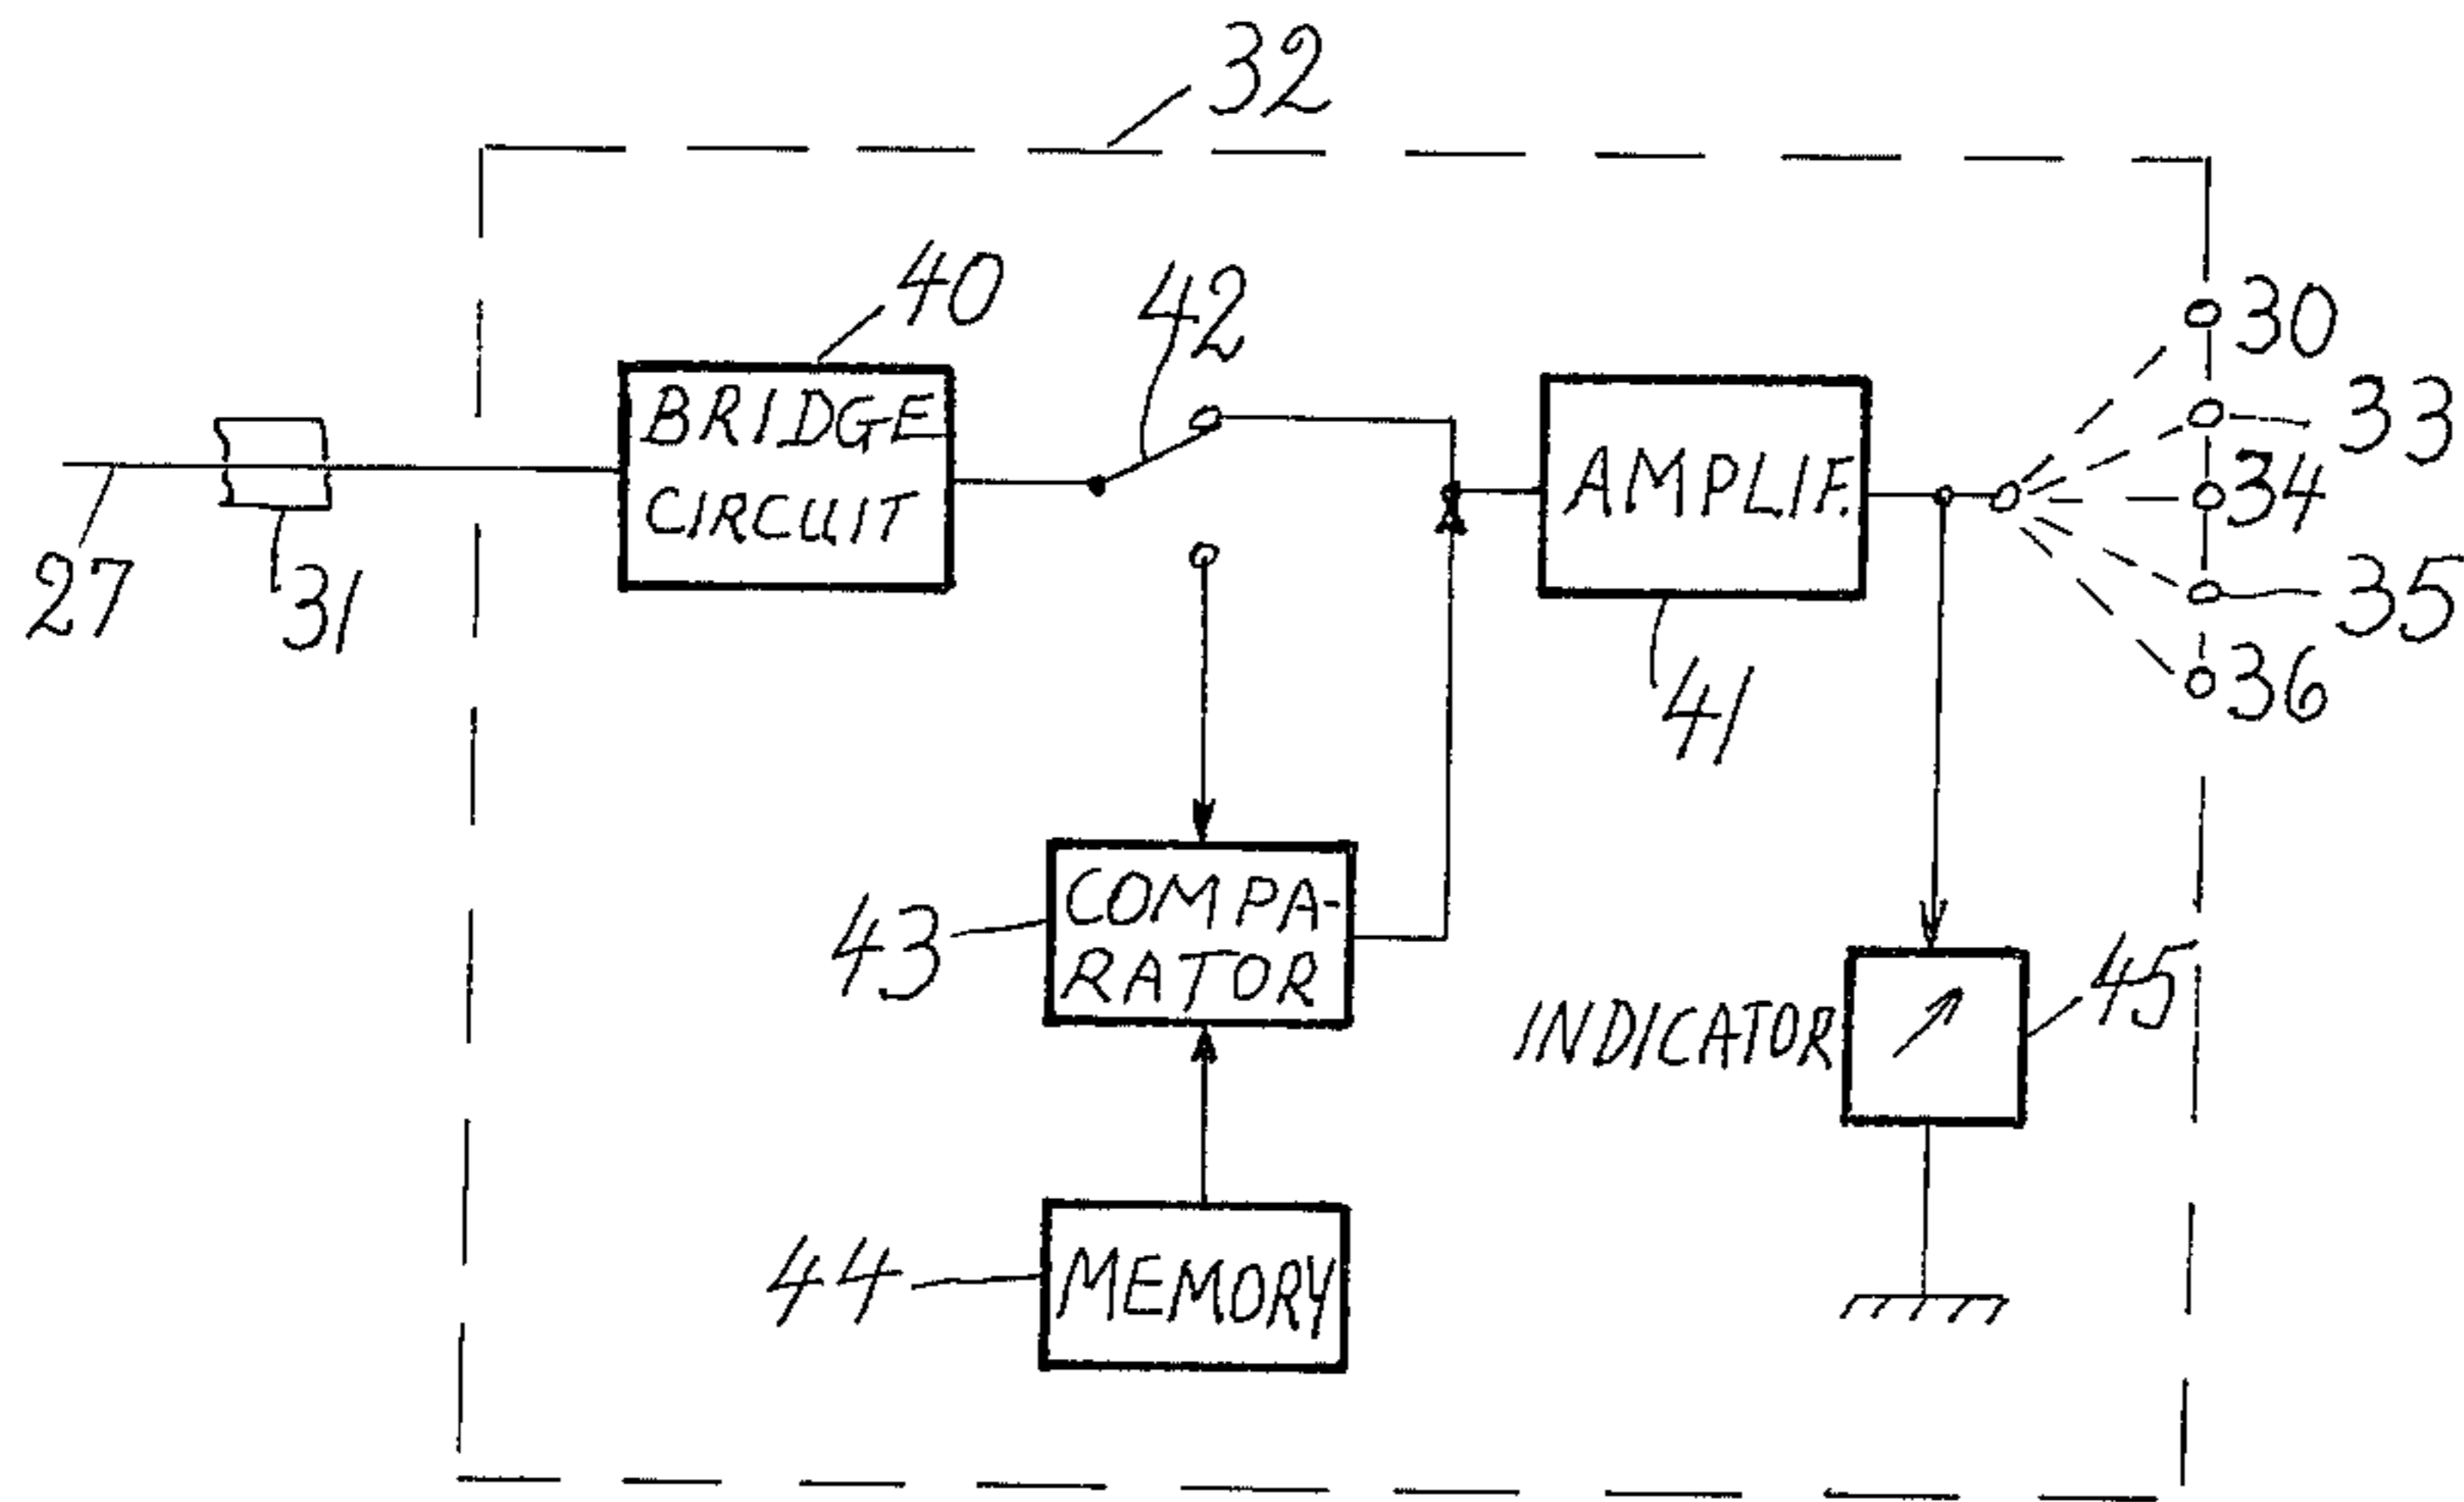 32
40
42
30
BRIDGE
CIRCUIT
33
AMPLIF.
34
27
31
35
41
36
43
COMPA-
RATOR
INDICATOR
45
44
MEMORY